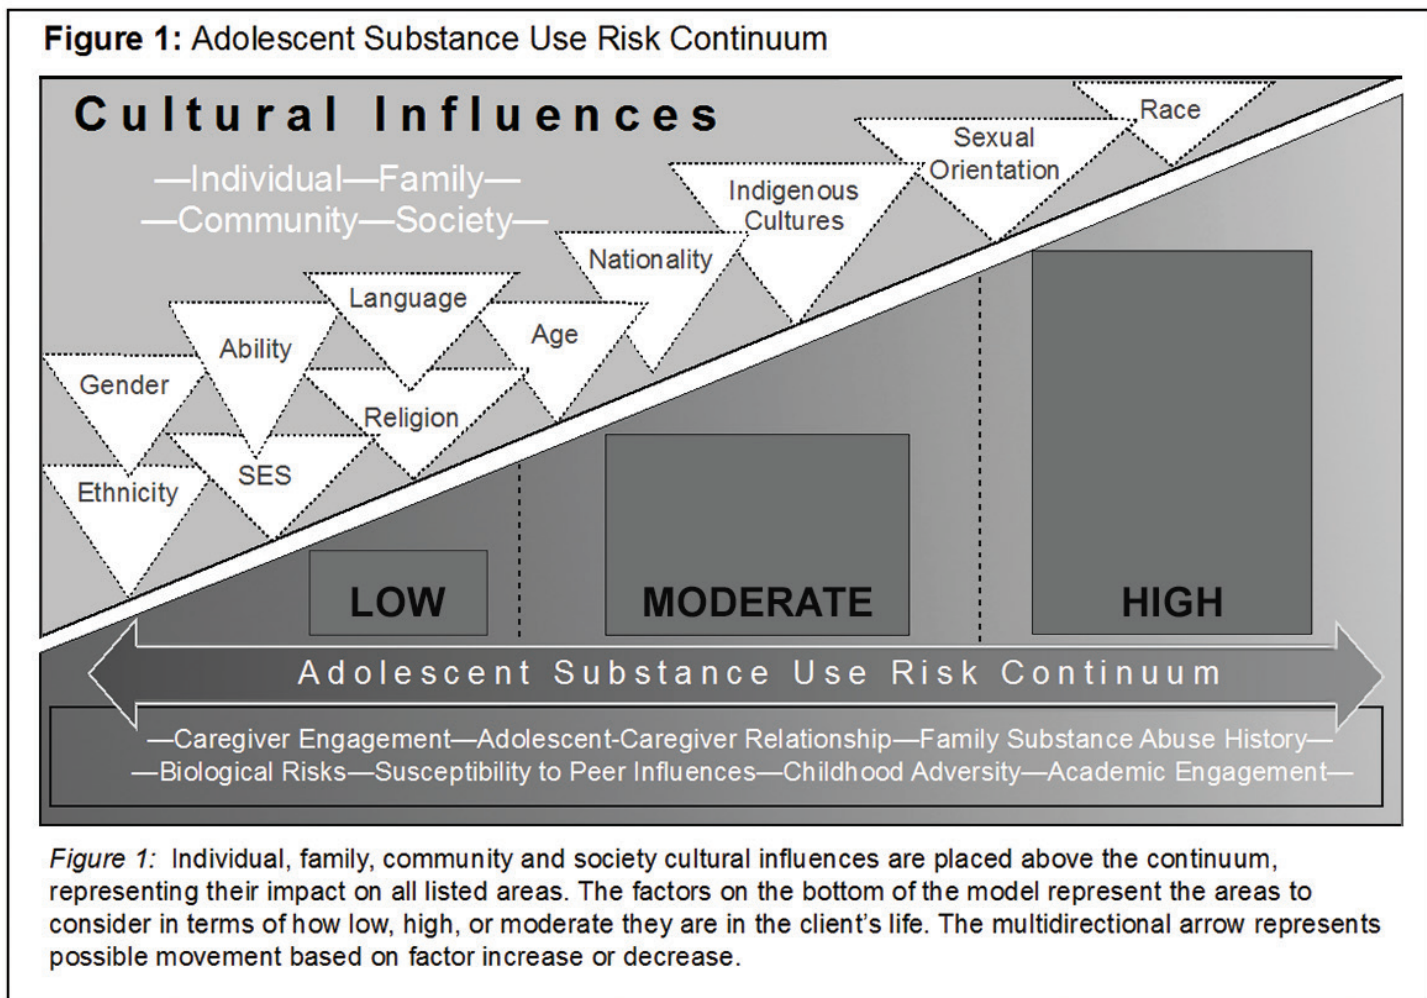 Figure 1: Adolescent Substance Use Risk Continuum
Cultural Influences
—Individual—Family—
—Community—Society—
Race
Sexual
Orientation
Indigenous
Cultures
Nationality
Language
Age
Ability
Gender
Religion
SES
Ethnicity
LOW
MODERATE
HIGH
Adolescent Substance Use Risk Continuum
—Caregiver Engagement—Adolescent-Caregiver Relationship—Family Substance Abuse History—
—Biological Risks—Susceptibility to Peer Influences—Childhood Adversity—Academic Engagement—
Figure 1: Individual, family, community and society cultural influences are placed above the continuum,
representing their impact on all listed areas. The factors on the bottom of the model represent the areas to
consider in terms of how low, high, or moderate they are in the client's life. The multidirectional arrow represents
possible movement based on factor increase or decrease.